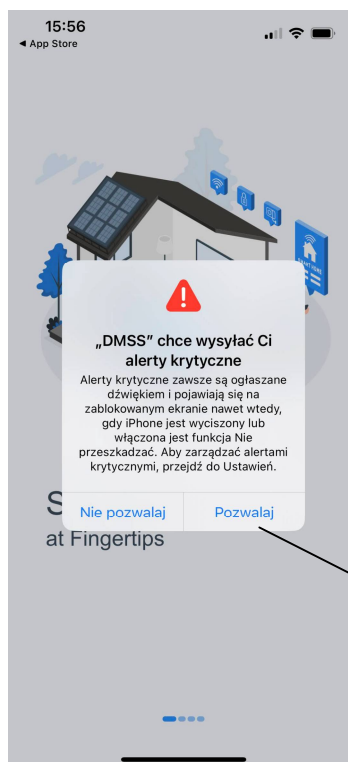 15:56
◀ App Store
SMART HOME
„DMSS” chce wysyłać Ci
alerty krytyczne
Alerty krytyczne zawsze są ogłaszane
dźwiękiem i pojawiają się na
zablokowanym ekranie nawet wtedy,
gdy iPhone jest wyciszony lub
włączona jest funkcja Nie
przeszkadzać. Aby zarządzać alertami
krytycznymi, przejdź do Ustawień.
Nie pozwalaj Pozwalaj
S
at Fingertips